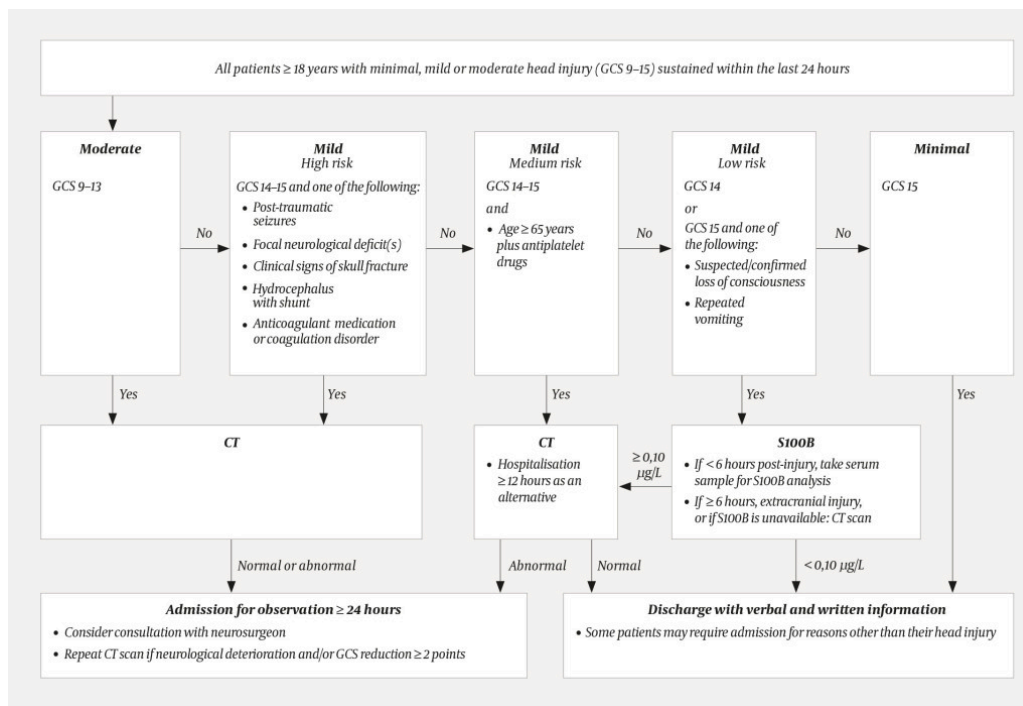 All patients ≥ 18 years with minimal, mild or moderate head injury (GCS 9–15) sustained within the last 24 hours
Moderate
GCS 9–13
No
Mild
High risk
GCS 14–15 and one of the following:
• Post-traumatic
seizures
• Focal neurological deficit(s)
• Clinical signs of skull fracture
• Hydrocephalus
with shunt
• Anticoagulant medication
or coagulation disorder
No
Mild
Medium risk
GCS 14–15
and
• Age ≥ 65 years
plus antiplatelet
drugs
No
Mild
Low risk
GCS 14
or
GCS 15 and one of
the following:
• Suspected/confirmed
loss of consciousness
• Repeated
vomiting
No
Minimal
GCS 15
Yes
Yes
Yes
Yes
Yes
CT
CT
• Hospitalisation
≥ 12 hours as an
alternative
≥ 0,10
µg/L
S100B
• If < 6 hours post-injury, take serum
sample for S100B analysis
• If ≥ 6 hours, extracranial injury,
or if S100B is unavailable: CT scan
Normal or abnormal
Abnormal
Normal
< 0,10 µg/L
Admission for observation ≥ 24 hours
• Consider consultation with neurosurgeon
• Repeat CT scan if neurological deterioration and/or GCS reduction ≥ 2 points
Discharge with verbal and written information
• Some patients may require admission for reasons other than their head injury